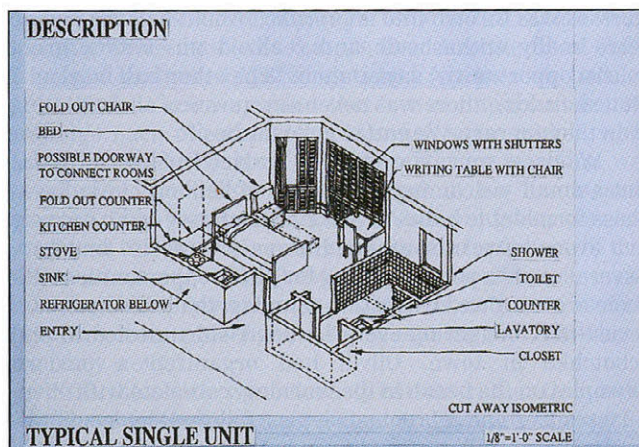 DESCRIPTION
FOLD OUT CHAIR
BED
POSSIBLE DOORWAY
TO CONNECT ROOMS
FOLD OUT COUNTER
KITCHEN COUNTER
STOVE
SINK
REFRIGERATOR BELOW
ENTRY
WINDOWS WITH SHUTTERS
WRITING TABLE WITH CHAIR
SHOWER
TOILET
COUNTER
LAVATORY
CLOSET
CUT AWAY ISOMETRIC
TYPICAL SINGLE UNIT
1/8"=1'-0" SCALE